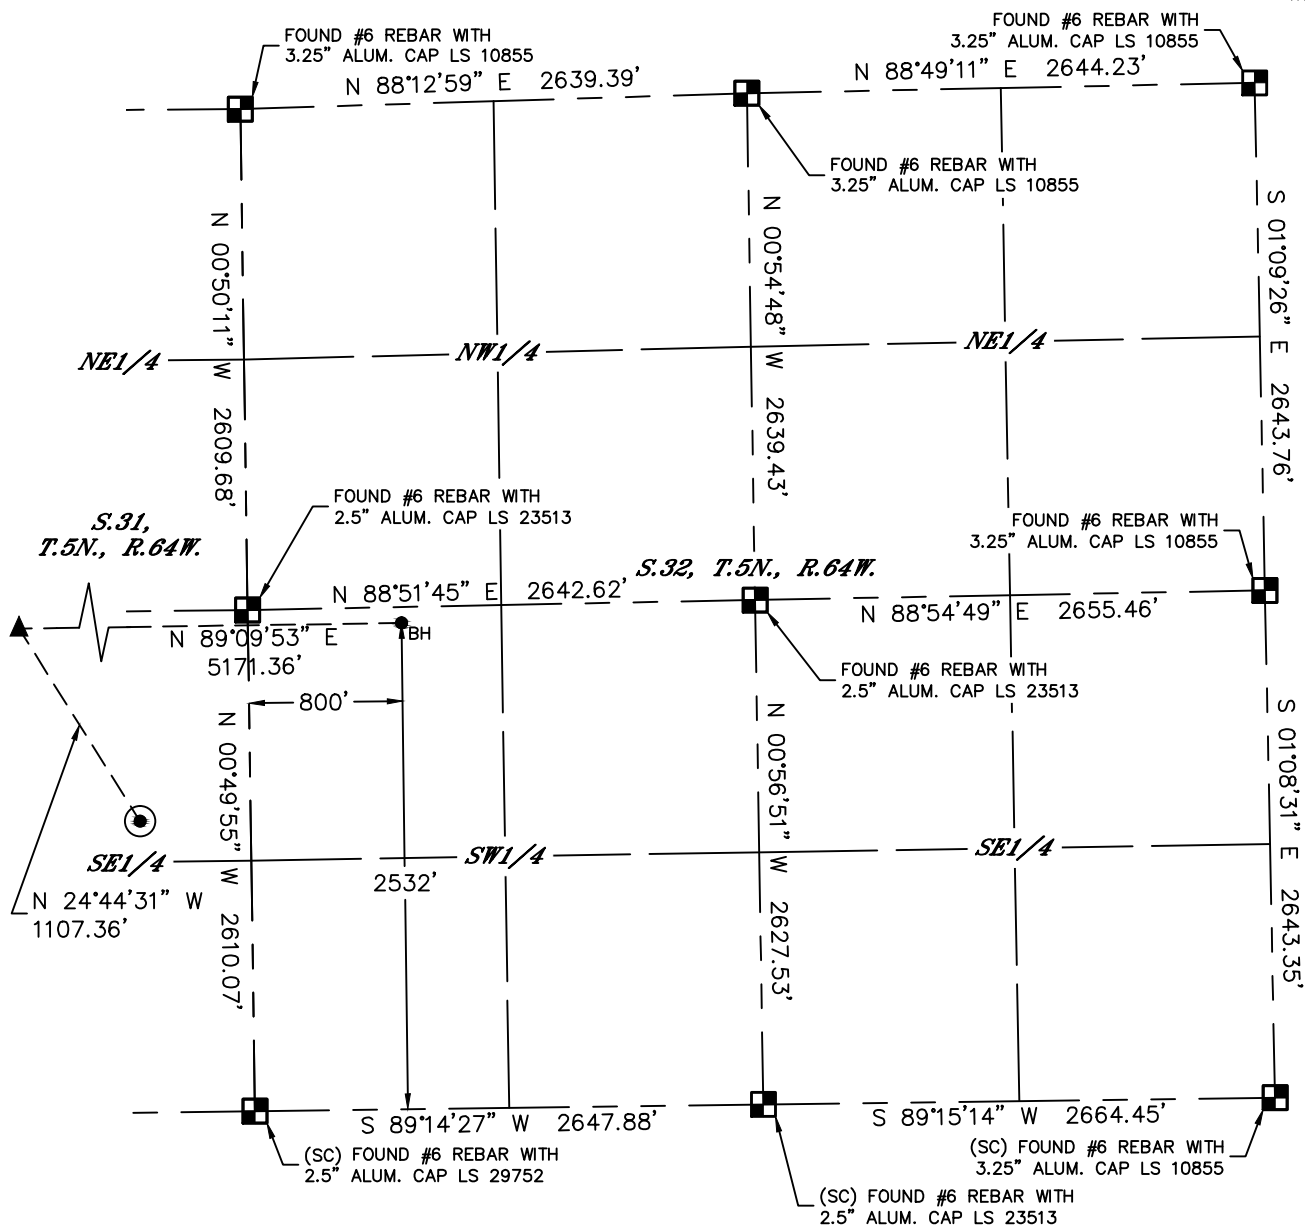 FOUND #6 REBAR WITH
3.25" ALUM. CAP LS 10855
FOUND #6 REBAR WITH
3.25" ALUM. CAP LS 10855
N 88°12'59" E 2639.39'
N 88°49'11" E 2644.23'
FOUND #6 REBAR WITH
3.25" ALUM. CAP LS 10855
N 00°50'11" W 2609.68'
N 00°54'48" W 2639.43'
S 01°09'26" E 2643.76'
NE1/4
NW1/4
NE1/4
FOUND #6 REBAR WITH
2.5" ALUM. CAP LS 23513
S.31,
T.5N., R.64W.
FOUND #6 REBAR WITH
3.25" ALUM. CAP LS 10855
S.32, T.5N., R.64W.
N 88°51'45" E 2642.62'
N 88°54'49" E 2655.46'
N 89°09'53" E
5171.36'
BH
FOUND #6 REBAR WITH
2.5" ALUM. CAP LS 23513
800'
N 00°49'55" W 2610.07'
N 00°56'51" W 2627.53'
S 01°08'31" E 2643.35'
SE1/4
SW1/4
SE1/4
2532'
N 24°44'31" W
1107.36'
S 89°14'27" W 2647.88'
S 89°15'14" W 2664.45'
(SC) FOUND #6 REBAR WITH
2.5" ALUM. CAP LS 29752
(SC) FOUND #6 REBAR WITH
3.25" ALUM. CAP LS 10855
(SC) FOUND #6 REBAR WITH
2.5" ALUM. CAP LS 23513